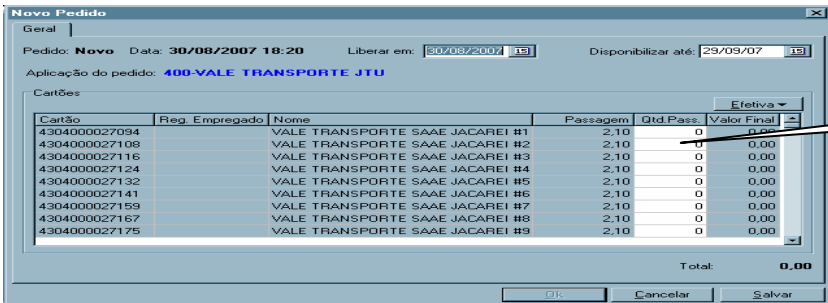 Novo Pedido
Geral
Pedido: Novo Data: 30/08/2007 18:20 Liberar em: 30/08/2007 15 Disponibilizar até: 29/09/07 15
Aplicação do pedido: 400-VALE TRANSPORTE JTU
Cartões
Efetiva
Cartão Reg. Empregado Nome Passagem Qtd.Pass. Valor Final
4304000027094 VALE TRANSPORTE SAAE JACAREI #1 2,10 0 0,00
4304000027108 VALE TRANSPORTE SAAE JACAREI #2 2,10 0 0,00
4304000027116 VALE TRANSPORTE SAAE JACAREI #3 2,10 0 0,00
4304000027124 VALE TRANSPORTE SAAE JACAREI #4 2,10 0 0,00
4304000027132 VALE TRANSPORTE SAAE JACAREI #5 2,10 0 0,00
4304000027141 VALE TRANSPORTE SAAE JACAREI #6 2,10 0 0,00
4304000027159 VALE TRANSPORTE SAAE JACAREI #7 2,10 0 0,00
4304000027167 VALE TRANSPORTE SAAE JACAREI #8 2,10 0 0,00
4304000027175 VALE TRANSPORTE SAAE JACAREI #9 2,10 0 0,00
Total: 0,00
Ok Cancelar Salvar